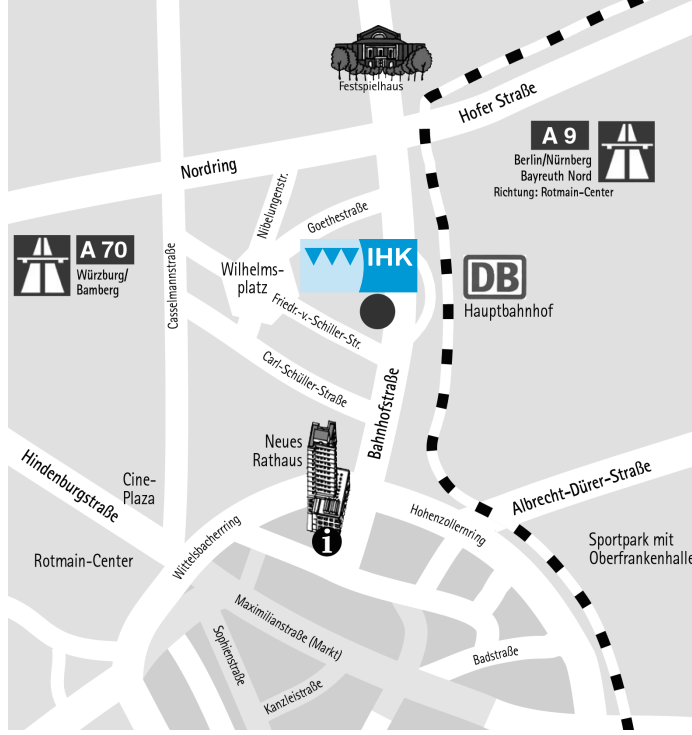 Festspielhaus
Hofer Straße
A 9
Berlin/Nürnberg
Bayreuth Nord
Richtung: Rotmain-Center
Nordring
Nibelungenstr.
Goethestraße
A 70
Würzburg/
Bamberg
Casselmannstraße
Wilhelms-
platz
IHK
DB
Hauptbahnhof
Friedr.-v.-Schiller-Str.
Carl-Schüller-Straße
Bahnhofstraße
Neues
Rathaus
Hindenburgstraße
Cine-
Plaza
Albrecht-Dürer-Straße
Hohenzollernring
Wittelsbacherring
i
Rotmain-Center
Sportpark mit
Oberfrankenhalle
Maximilianstraße (Markt)
Sophienstraße
Badstraße
Kanzleistraße